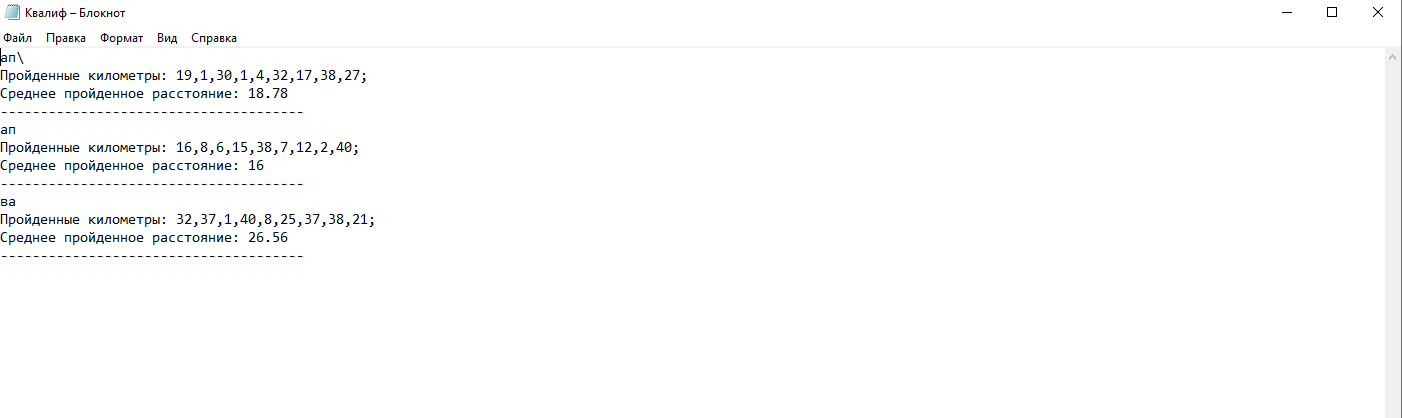 Квалиф – Блокнот
Файл Правка Формат Вид Справка
ап\
Пройденные километры: 19,1,30,1,4,32,17,38,27;
Среднее пройденное расстояние: 18.78
--------------------------------------
ап
Пройденные километры: 16,8,6,15,38,7,12,2,40;
Среднее пройденное расстояние: 16
--------------------------------------
ва
Пройденные километры: 32,37,1,40,8,25,37,38,21;
Среднее пройденное расстояние: 26.56
--------------------------------------